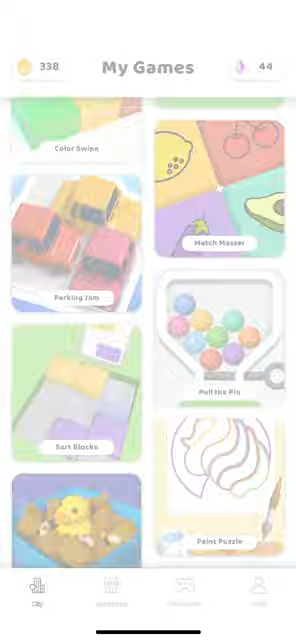 338
My Games
44
Color Swipe
Match Master
Parking Jam
Pull the Pin
Sort Blocks
Paint Puzzle
City